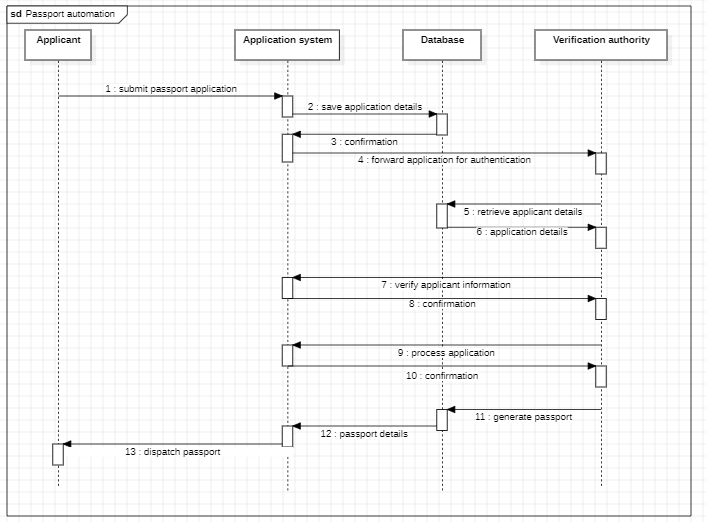 sd Passport automation
Applicant
Application system
Database
Verification authority
1 : submit passport application
2 : save application details
3 : confirmation
4 : forward application for authentication
5 : retrieve applicant details
6 : application details
7 : verify applicant information
8 : confirmation
9 : process application
10 : confirmation
11 : generate passport
12 : passport details
13 : dispatch passport